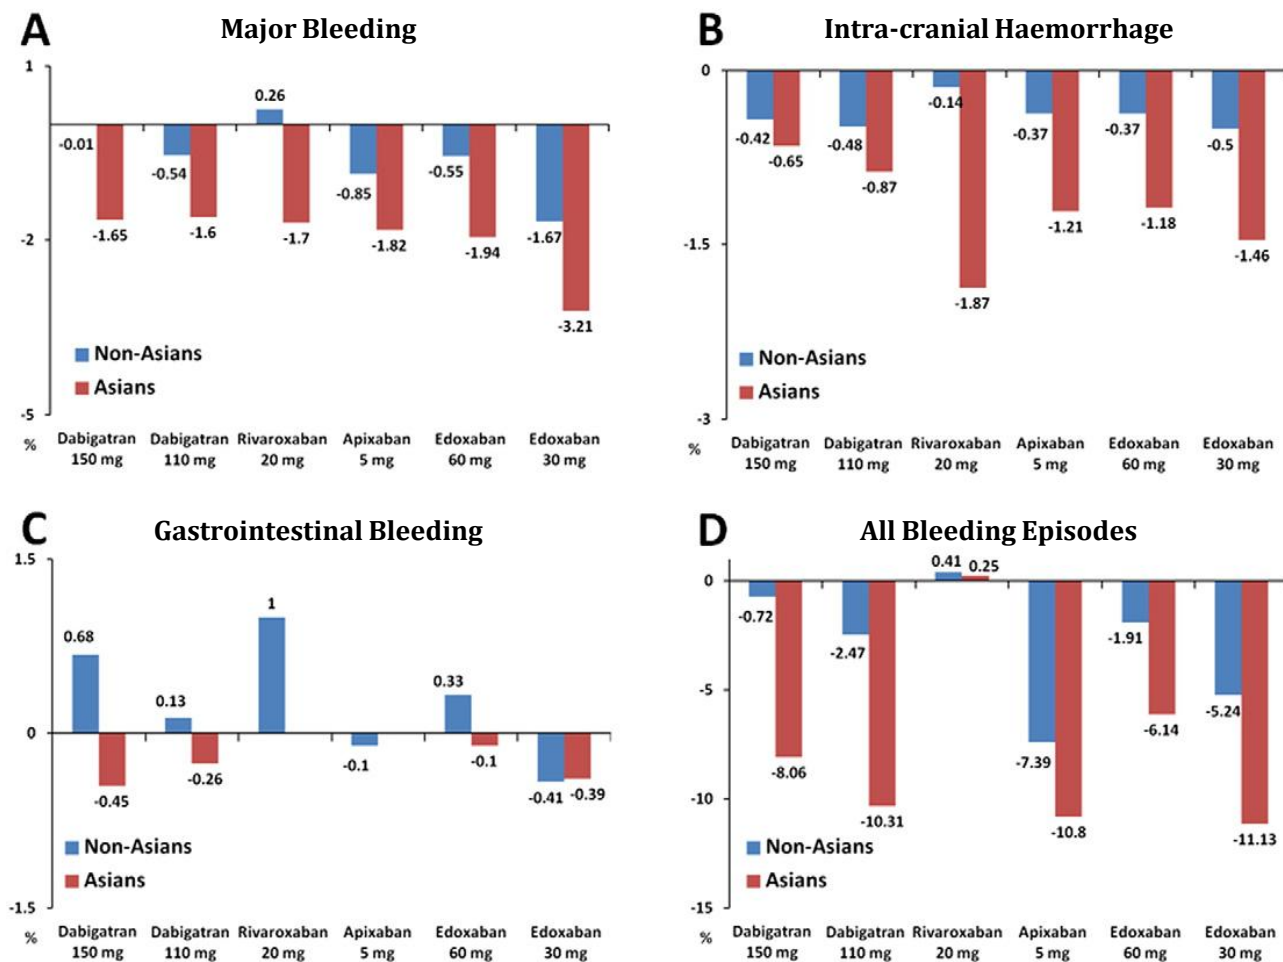 A
Major Bleeding
1
0.26
-0.01
-0.54
-0.85
-0.55
-1.65
-1.6
-1.7
-1.82
-1.94
-1.67
-3.21
-2
-5
Non-Asians
Asians
%
Dabigatran 150 mg
Dabigatran 110 mg
Rivaroxaban 20 mg
Apixaban 5 mg
Edoxaban 60 mg
Edoxaban 30 mg
B
Intra-cranial Haemorrhage
0
-0.42
-0.65
-0.48
-0.87
-0.14
-1.87
-0.37
-1.21
-0.37
-1.18
-0.5
-1.46
-1.5
-3
Non-Asians
Asians
%
Dabigatran 150 mg
Dabigatran 110 mg
Rivaroxaban 20 mg
Apixaban 5 mg
Edoxaban 60 mg
Edoxaban 30 mg
C
Gastrointestinal Bleeding
1.5
0.68
-0.45
0.13
-0.26
1
-0.1
0.33
-0.1
-0.41
-0.39
0
-1.5
Non-Asians
Asians
%
Dabigatran 150 mg
Dabigatran 110 mg
Rivaroxaban 20 mg
Apixaban 5 mg
Edoxaban 60 mg
Edoxaban 30 mg
D
All Bleeding Episodes
0
-0.72
-8.06
-2.47
-10.31
0.41
0.25
-7.39
-10.8
-1.91
-6.14
-5.24
-11.13
-5
-10
-15
Non-Asians
Asians
%
Dabigatran 150 mg
Dabigatran 110 mg
Rivaroxaban 20 mg
Apixaban 5 mg
Edoxaban 60 mg
Edoxaban 30 mg